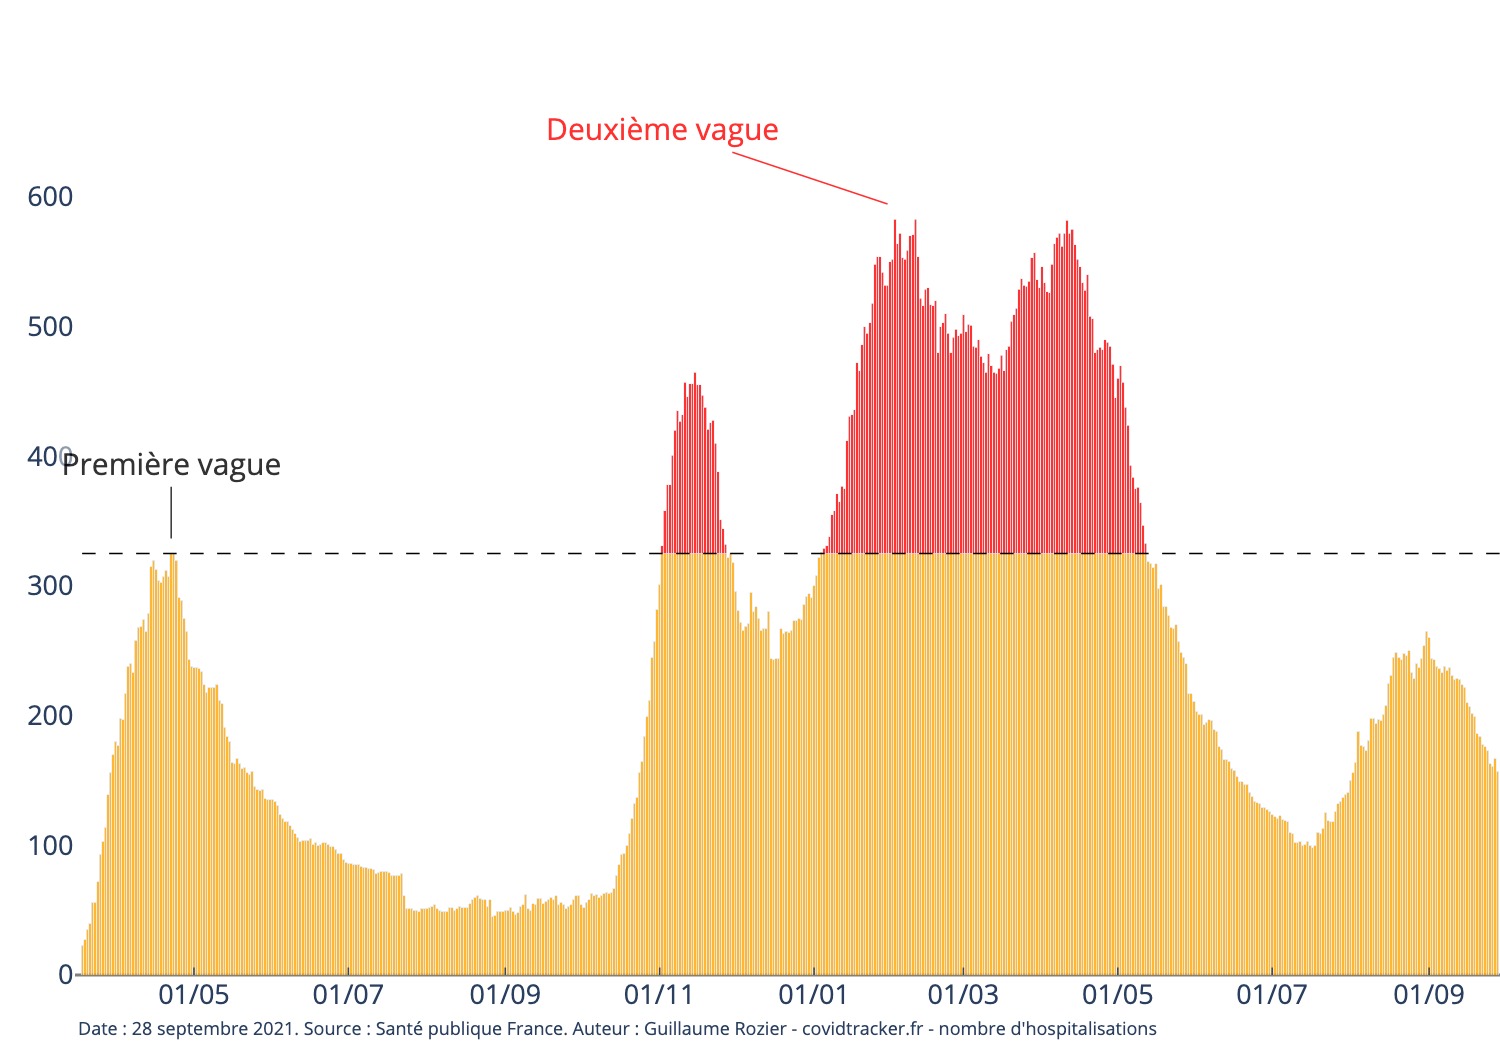 Deuxième vague
600
500
400
Première vague
300
200
100
0
01/05 01/07 01/09 01/11 01/01 01/03 01/05 01/07 01/09
Date : 28 septembre 2021. Source : Santé publique France. Auteur : Guillaume Rozier - covidtracker.fr - nombre d'hospitalisations